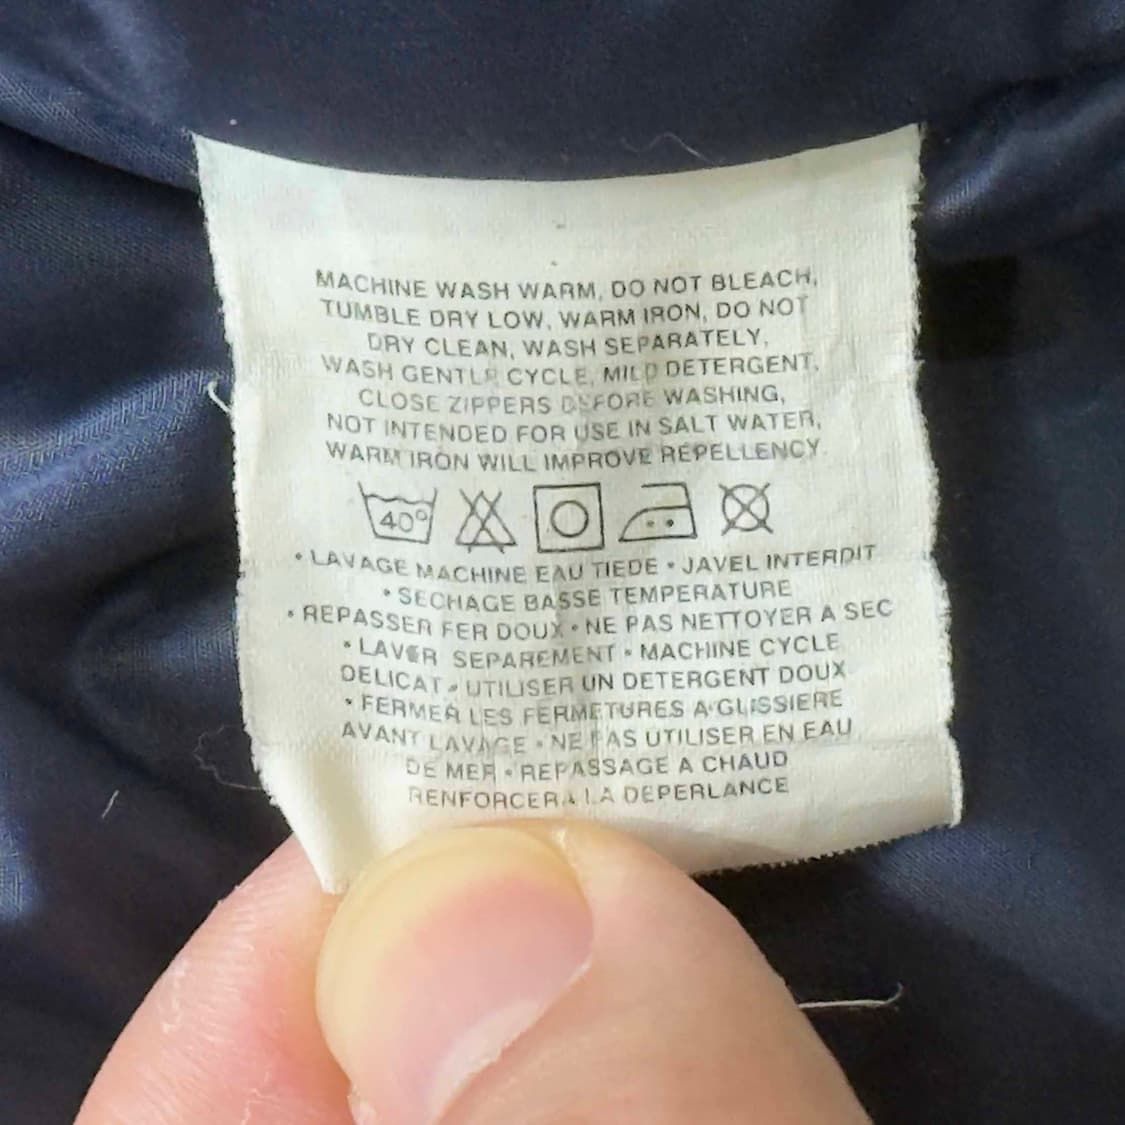 MACHINE WASH WARM, DO NOT BLEACH,
TUMBLE DRY LOW, WARM IRON, DO NOT
DRY CLEAN, WASH SEPARATELY,
WASH GENTLE CYCLE, MILD DETERGENT,
CLOSE ZIPPERS BEFORE WASHING,
NOT INTENDED FOR USE IN SALT WATER,
WARM IRON WILL IMPROVE REPELLENCY.
40°
• LAVAGE MACHINE EAU TIEDE • JAVEL INTERDIT
• SECHAGE BASSE TEMPERATURE
• REPASSER FER DOUX • NE PAS NETTOYER A SEC
• LAVER SEPAREMENT • MACHINE CYCLE
DELICAT • UTILISER UN DETERGENT DOUX
• FERMER LES FERMETURES A GLISSIERE
AVANT LAVAGE • NE PAS UTILISER EN EAU
DE MER • REPASSAGE A CHAUD
RENFORCERA LA DEPERLANCE